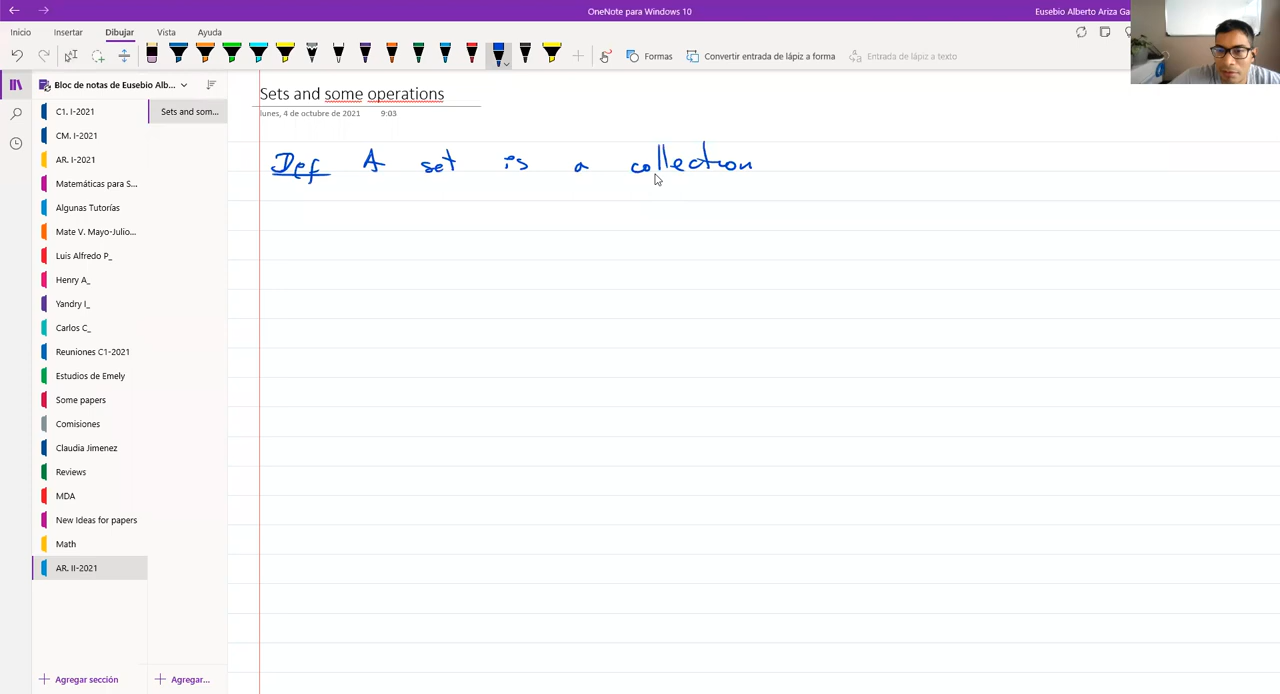 OneNote para Windows 10
Eusebio Alberto Ariza Ga
Inicio Insertar Dibujar Vista Ayuda
Formas Convertir entrada de lápiz a forma Entrada de lápiz a texto
Bloc de notas de Eusebio Alb...
C1. I-2021
CM. I-2021
AR. I-2021
Matemáticas para S...
Algunas Tutorías
Mate V. Mayo-Julio...
Luis Alfredo P_
Henry A_
Yandry I_
Carlos C_
Reuniones C1-2021
Estudios de Emely
Some papers
Comisiones
Claudia Jimenez
Reviews
MDA
New Ideas for papers
Math
AR. II-2021
Agregar sección
Sets and som...
Agregar...
Sets and some operations
lunes, 4 de octubre de 2021 9:03
Def A set is a collection